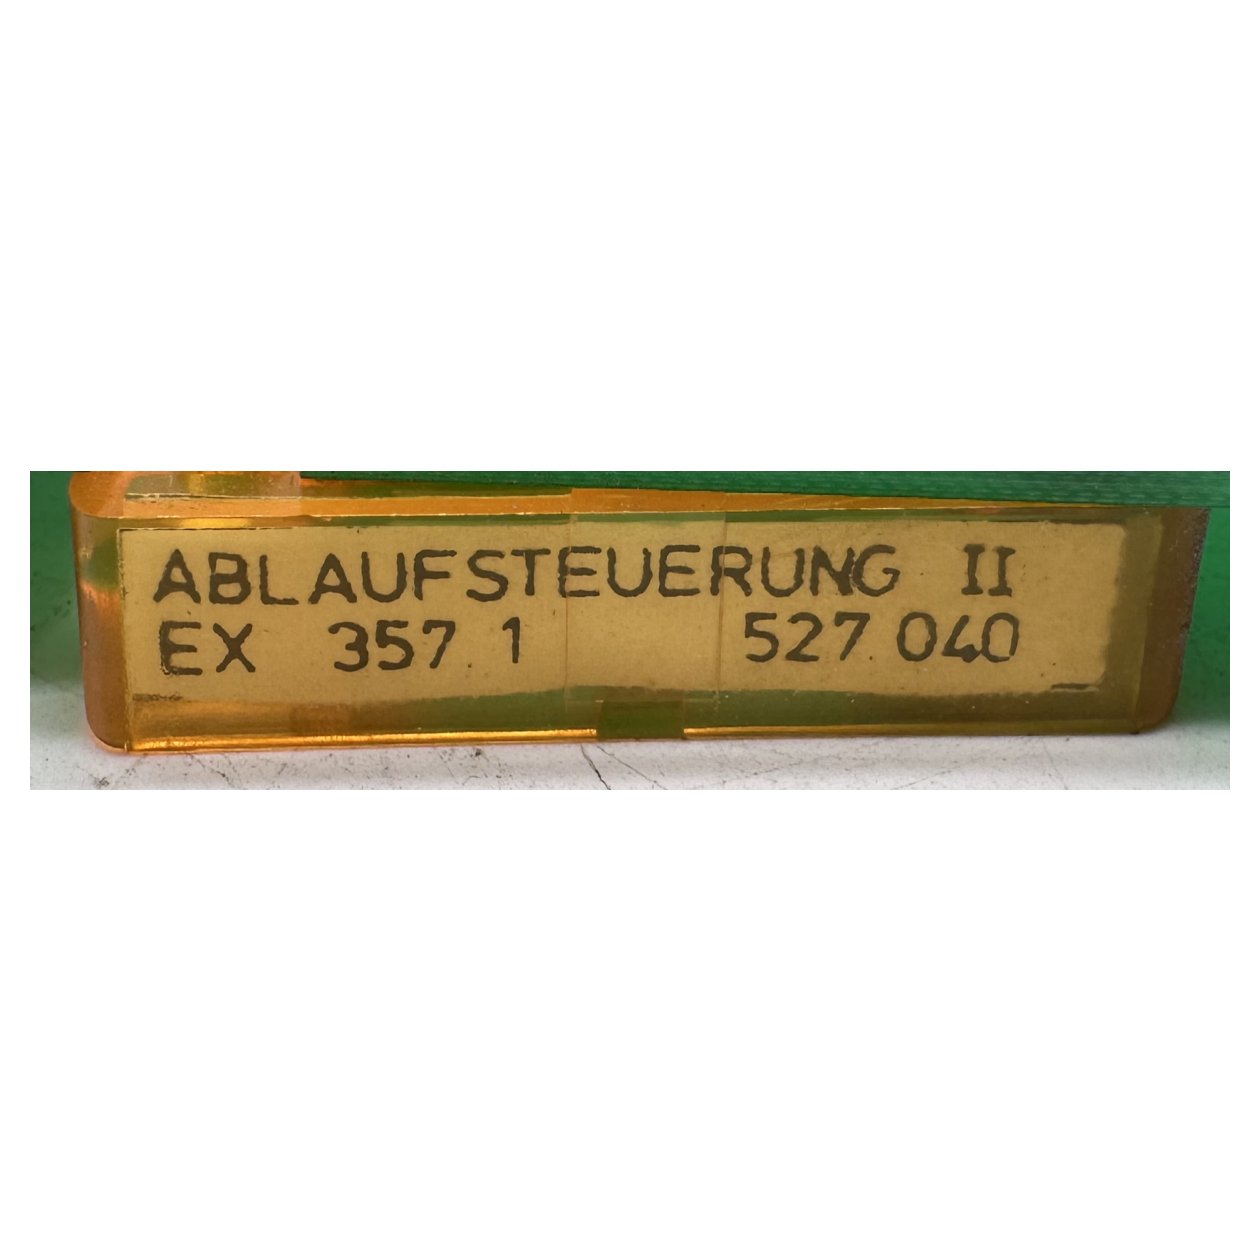 ABLAUFSTEUERUNG II
EX 357.1 527.040